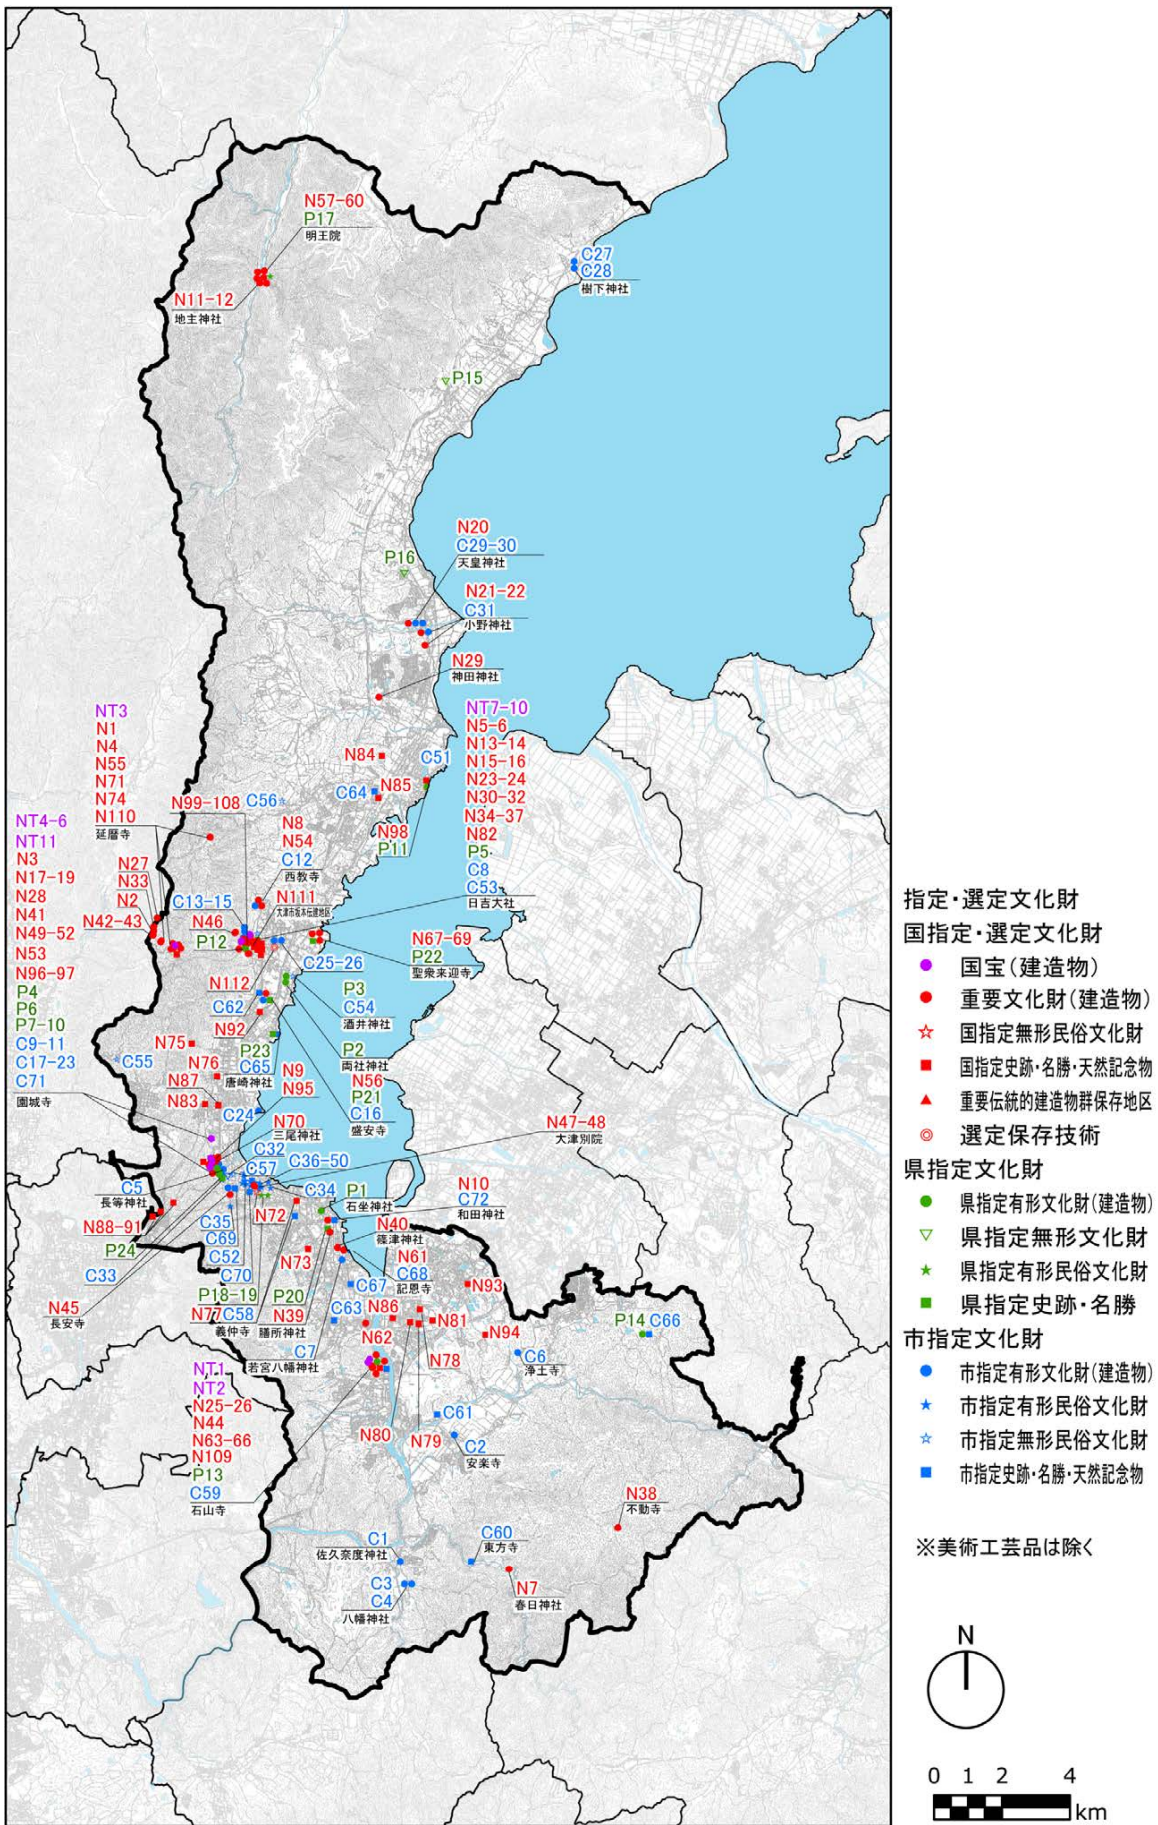 N57-60
P17
明王院
N11-12
地主神社
C27
C28
樹下神社
P15
N20
C29-30
天皇神社
P16
N21-22
C31
小野神社
N29
神田神社
NT7-10
N5-6
N13-14
N15-16
N23-24
N30-32
N34-37
N82
P5
C8
C53
日吉大社
NT3
N1
N4
N55
N71
N74
N110
延暦寺
N84
C51
C64
N85
N98
P11
N99-108
C56
N8
N54
C12
西教寺
NT4-6
NT11
N3
N17-19
N28
N41
N49-52
N53
N96-97
P4
P6
P7-10
C9-11
C17-23
C71
園城寺
N27
N33
N2
N42-43
C13-15
N46
P12
N111
大津市坂本伝建地区
N67-69
P22
聖衆来迎寺
C25-26
N112
C62
N92
P3
C54
酒井神社
P2
両社神社
N75
C55
P23
C65
唐崎神社
N76
N87
N83
N9
N95
C24
N56
P21
C16
盛安寺
N70
三尾神社
N47-48
大津別院
C32
C57
C36-50
C5
長等神社
C34
P1
石坐神社
N10
C72
和田神社
N88-91
P24
C33
C35
C69
C52
C70
N72
N40
篠津神社
N73
N61
C68
記恩寺
N93
C67
N45
長安寺
P18-19
N77
C58
義仲寺
P20
N39
膳所神社
C63
N86
N81
N94
P14
C66
C7
若宮八幡神社
N62
N78
C6
浄土寺
NT1
NT2
N25-26
N44
N63-66
N109
P13
C59
石山寺
N80
N79
C61
C2
安楽寺
N38
不動寺
C1
佐久奈度神社
C60
東方寺
C3
C4
八幡神社
N7
春日神社
指定・選定文化財
国指定・選定文化財
国宝(建造物)
重要文化財(建造物)
国指定無形民俗文化財
国指定史跡・名勝・天然記念物
重要伝統的建造物群保存地区
選定保存技術
県指定文化財
県指定有形文化財(建造物)
県指定無形文化財
県指定有形民俗文化財
県指定史跡・名勝
市指定文化財
市指定有形文化財(建造物)
市指定有形民俗文化財
市指定無形民俗文化財
市指定史跡・名勝・天然記念物
※美術工芸品は除く
N
0 1 2 4
km